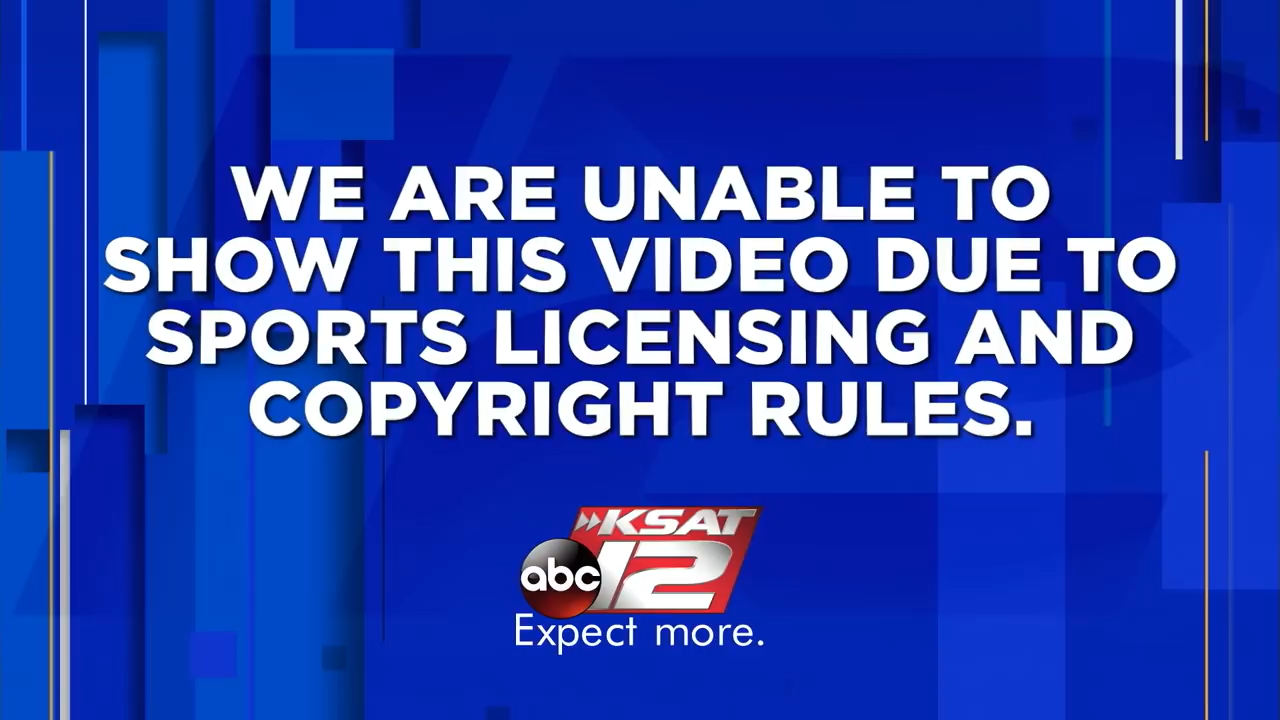 WE ARE UNABLE TO
SHOW THIS VIDEO DUE TO
SPORTS LICENSING AND
COPYRIGHT RULES.
KSAT
abc 12
Expect more.